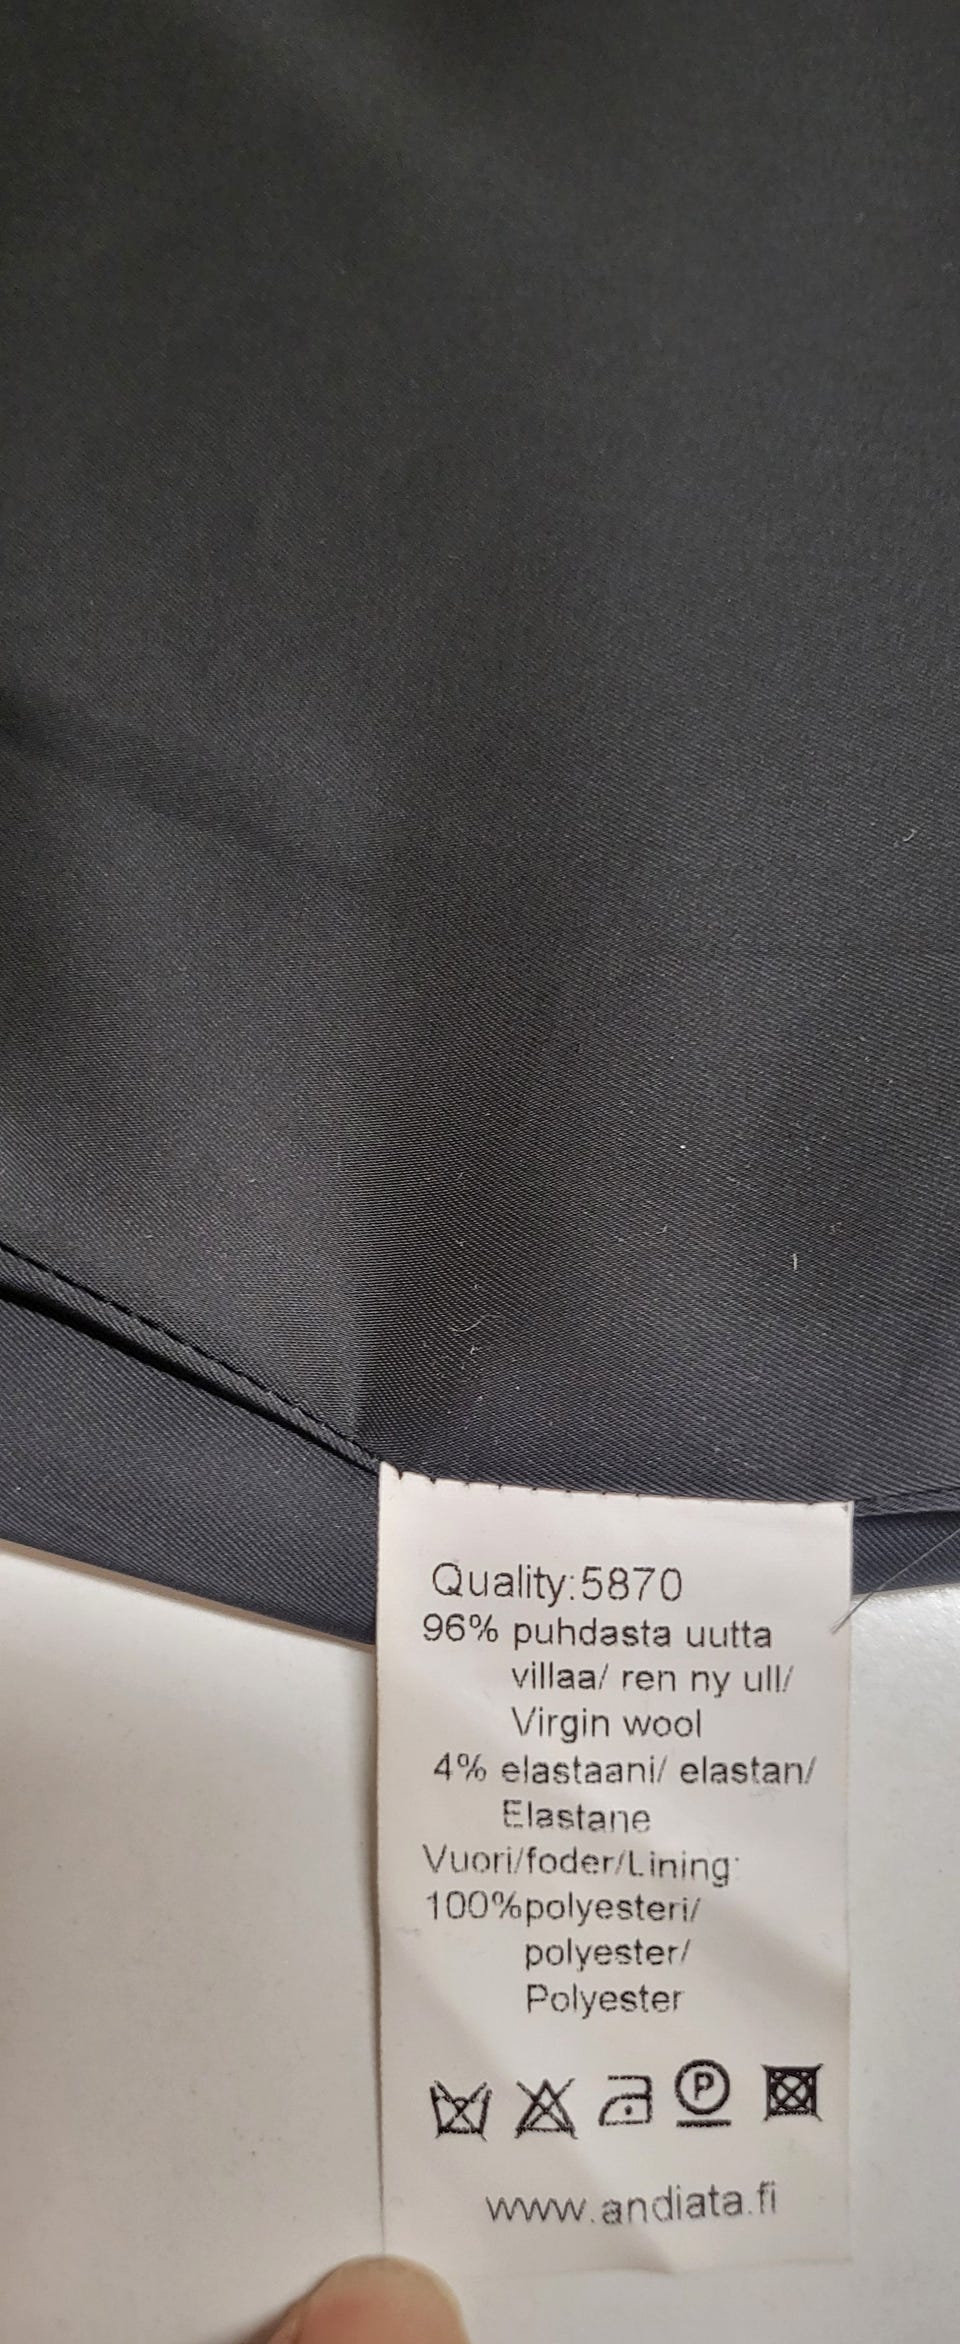 Quality:5870
96% puhdasta uutta
villaa/ ren ny ull/
Virgin wool
4% elastaani/ elastan/
Elastane
Vuori/foder/Lining:
100%polyesteri/
polyester/
Polyester
P
www.andiata.fi